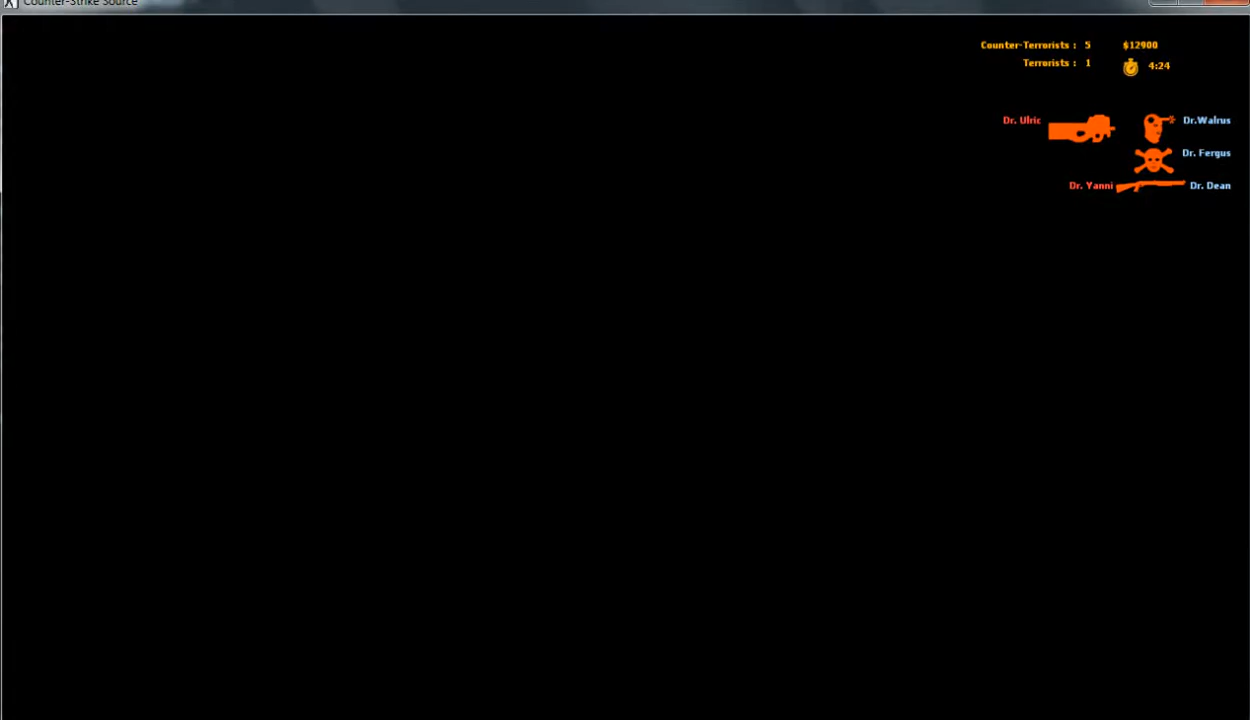 Counter-Strike Source
Counter-Terrorists : 5 $12900
Terrorists : 1 4:24
Dr. Ulric Dr.Walrus
Dr. Fergus
Dr. Yanni Dr. Dean